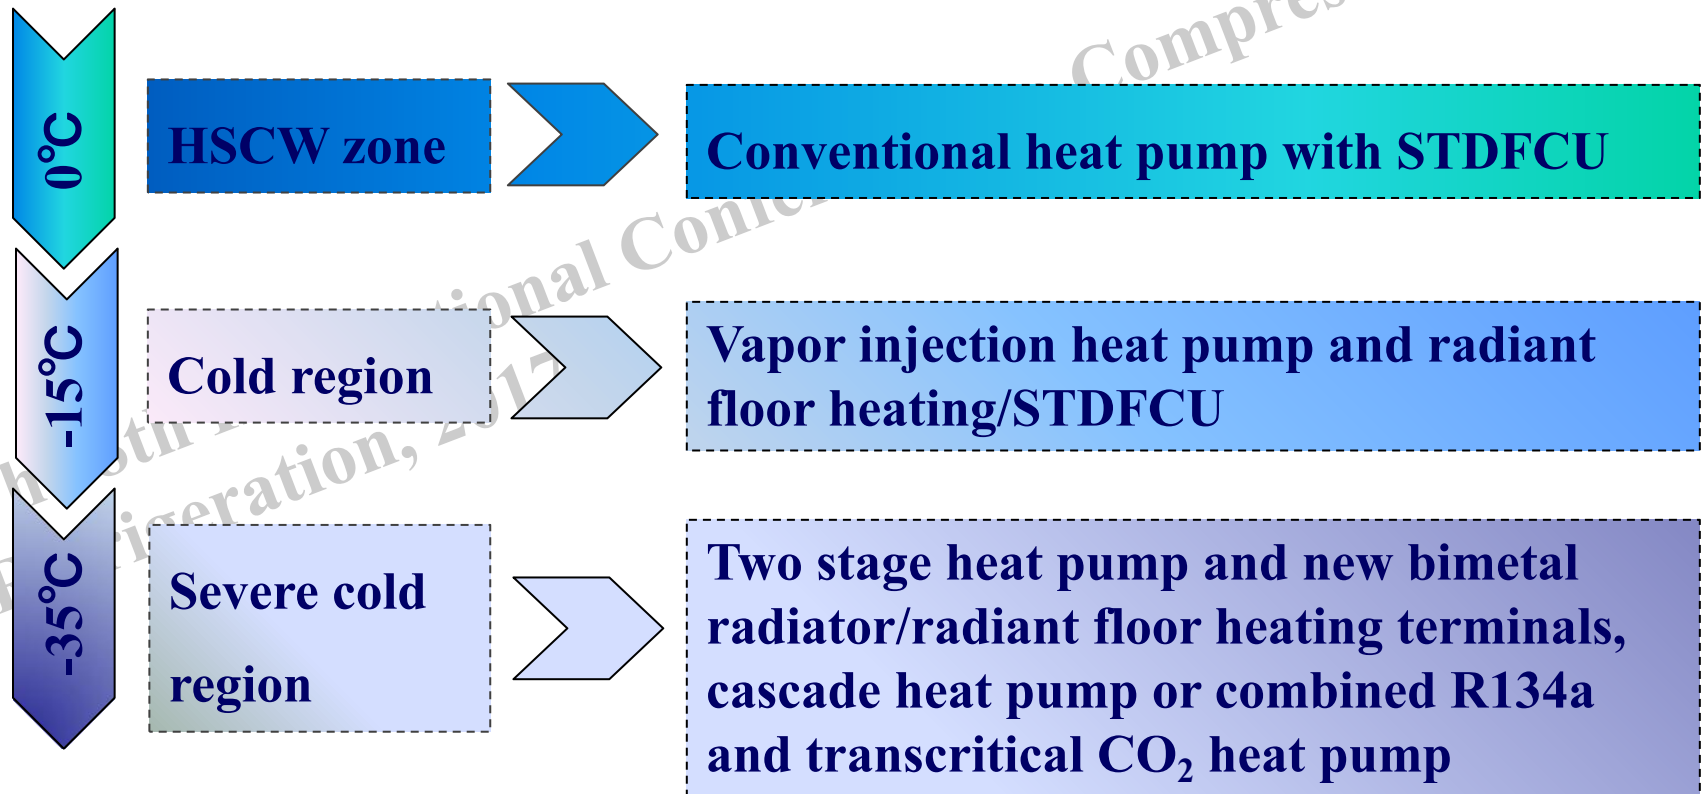 0℃
HSCW zone
Conventional heat pump with STDFCU
-15℃
Cold region
Vapor injection heat pump and radiant
floor heating/STDFCU
-35℃
Severe cold
region
Two stage heat pump and new bimetal
radiator/radiant floor heating terminals,
cascade heat pump or combined R134a
and transcritical CO₂ heat pump
2017